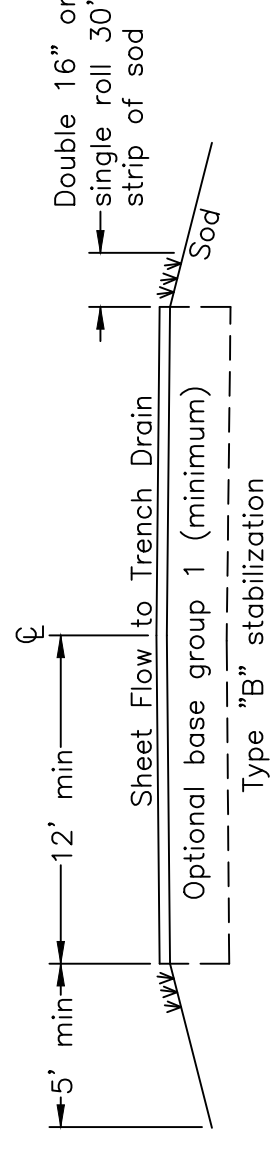 ℄
5' min
12' min
Double 16" or
single roll 30"
strip of sod
Sheet Flow to Trench Drain
Sod
Optional base group 1 (minimum)
Type "B" stabilization